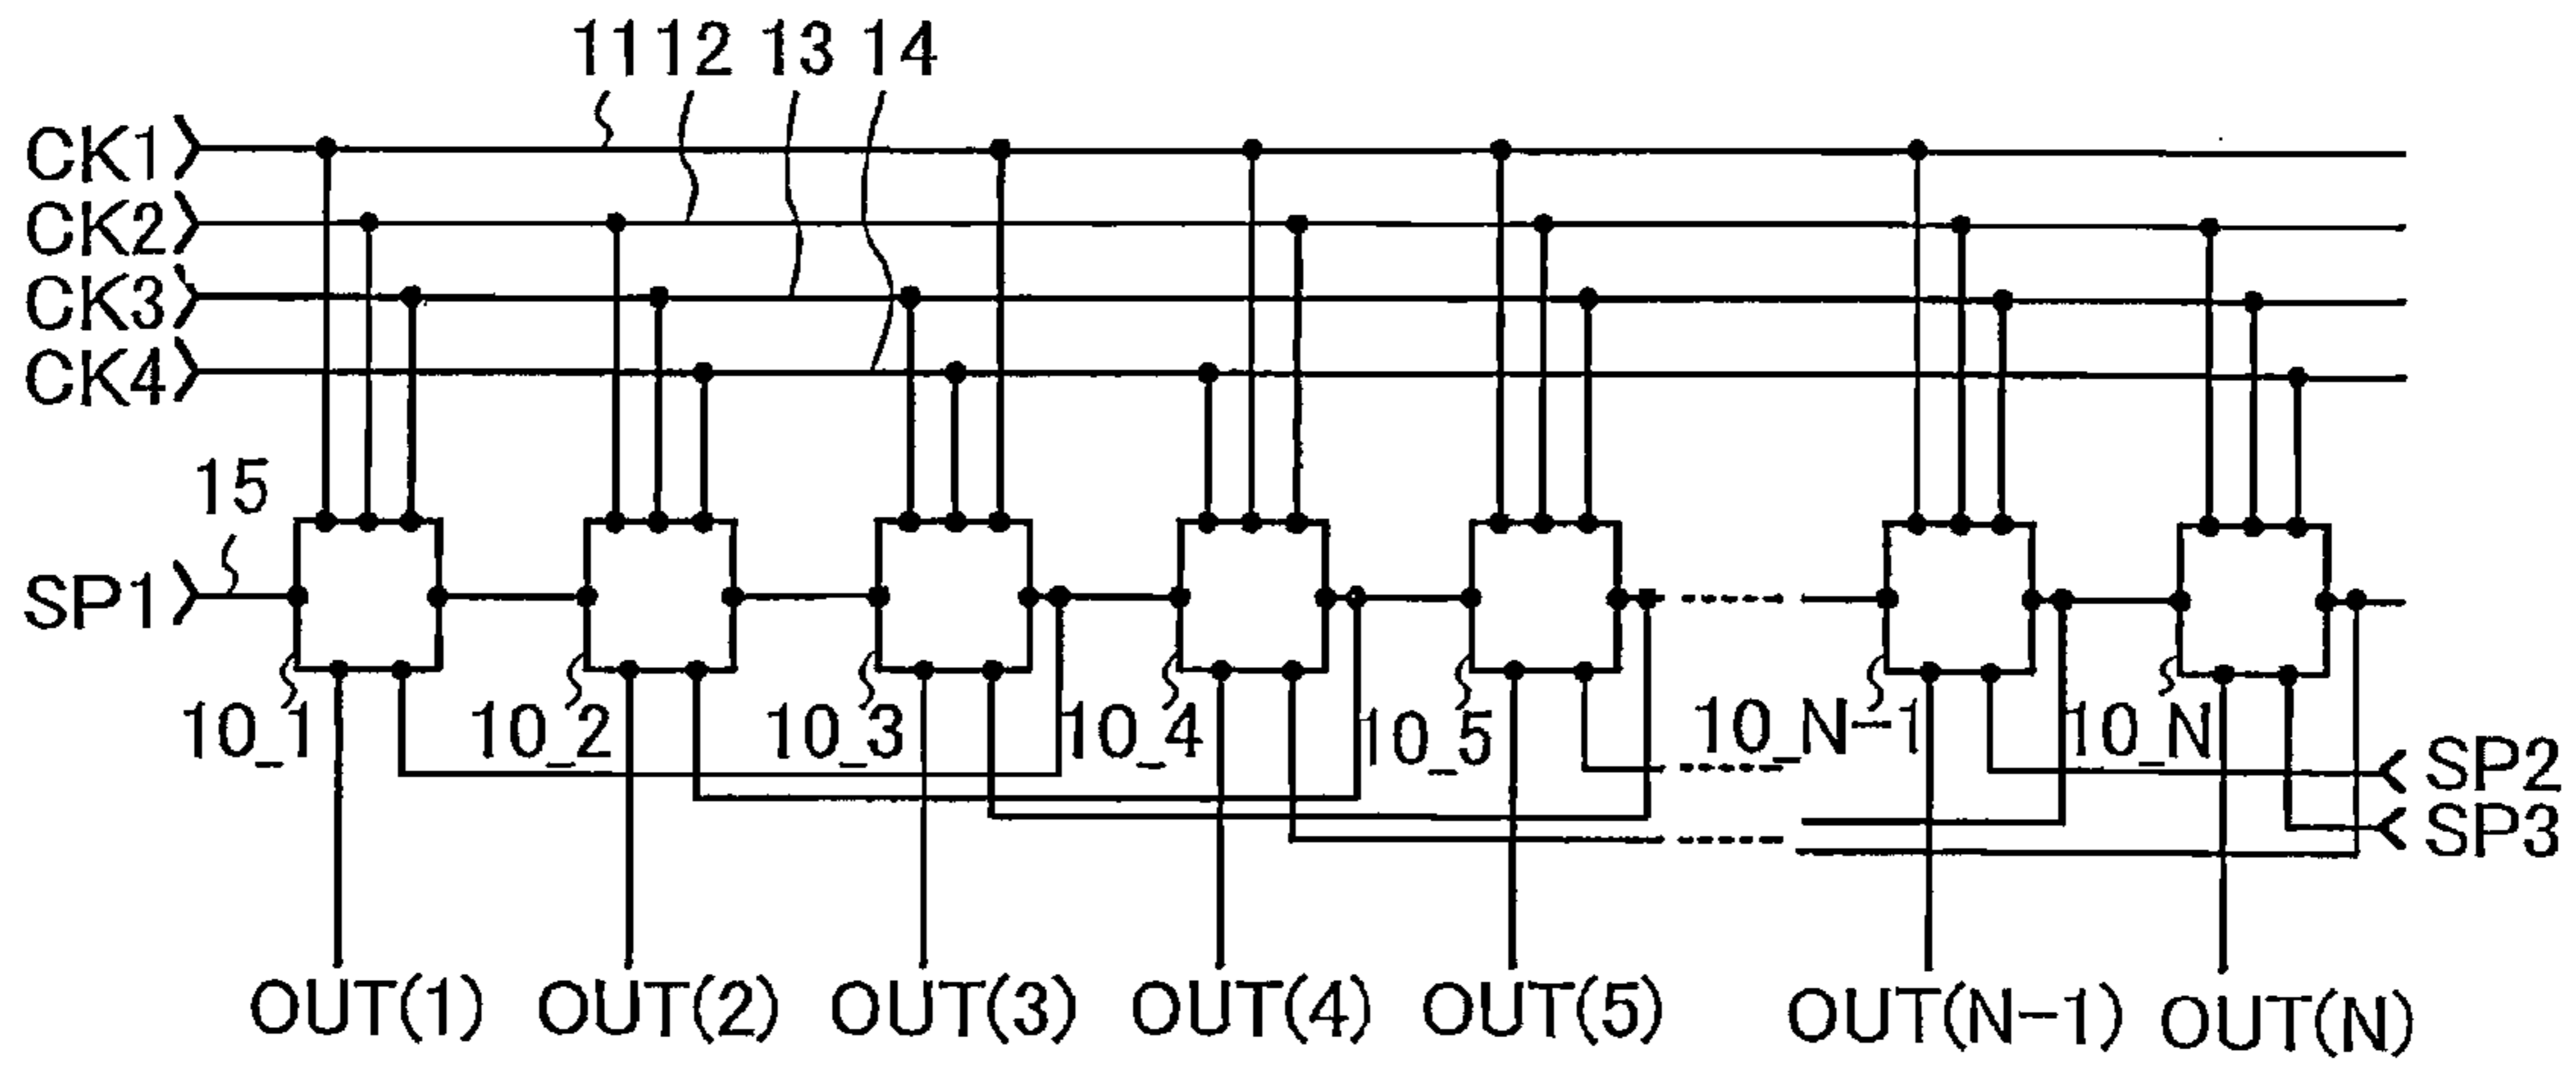 11 12 13 14
CK1
CK2
CK3
CK4
15
SP1
10_1 10_2 10_3 10_4 10_5 10_N-1 10_N
SP2
SP3
OUT(1) OUT(2) OUT(3) OUT(4) OUT(5) OUT(N-1) OUT(N)